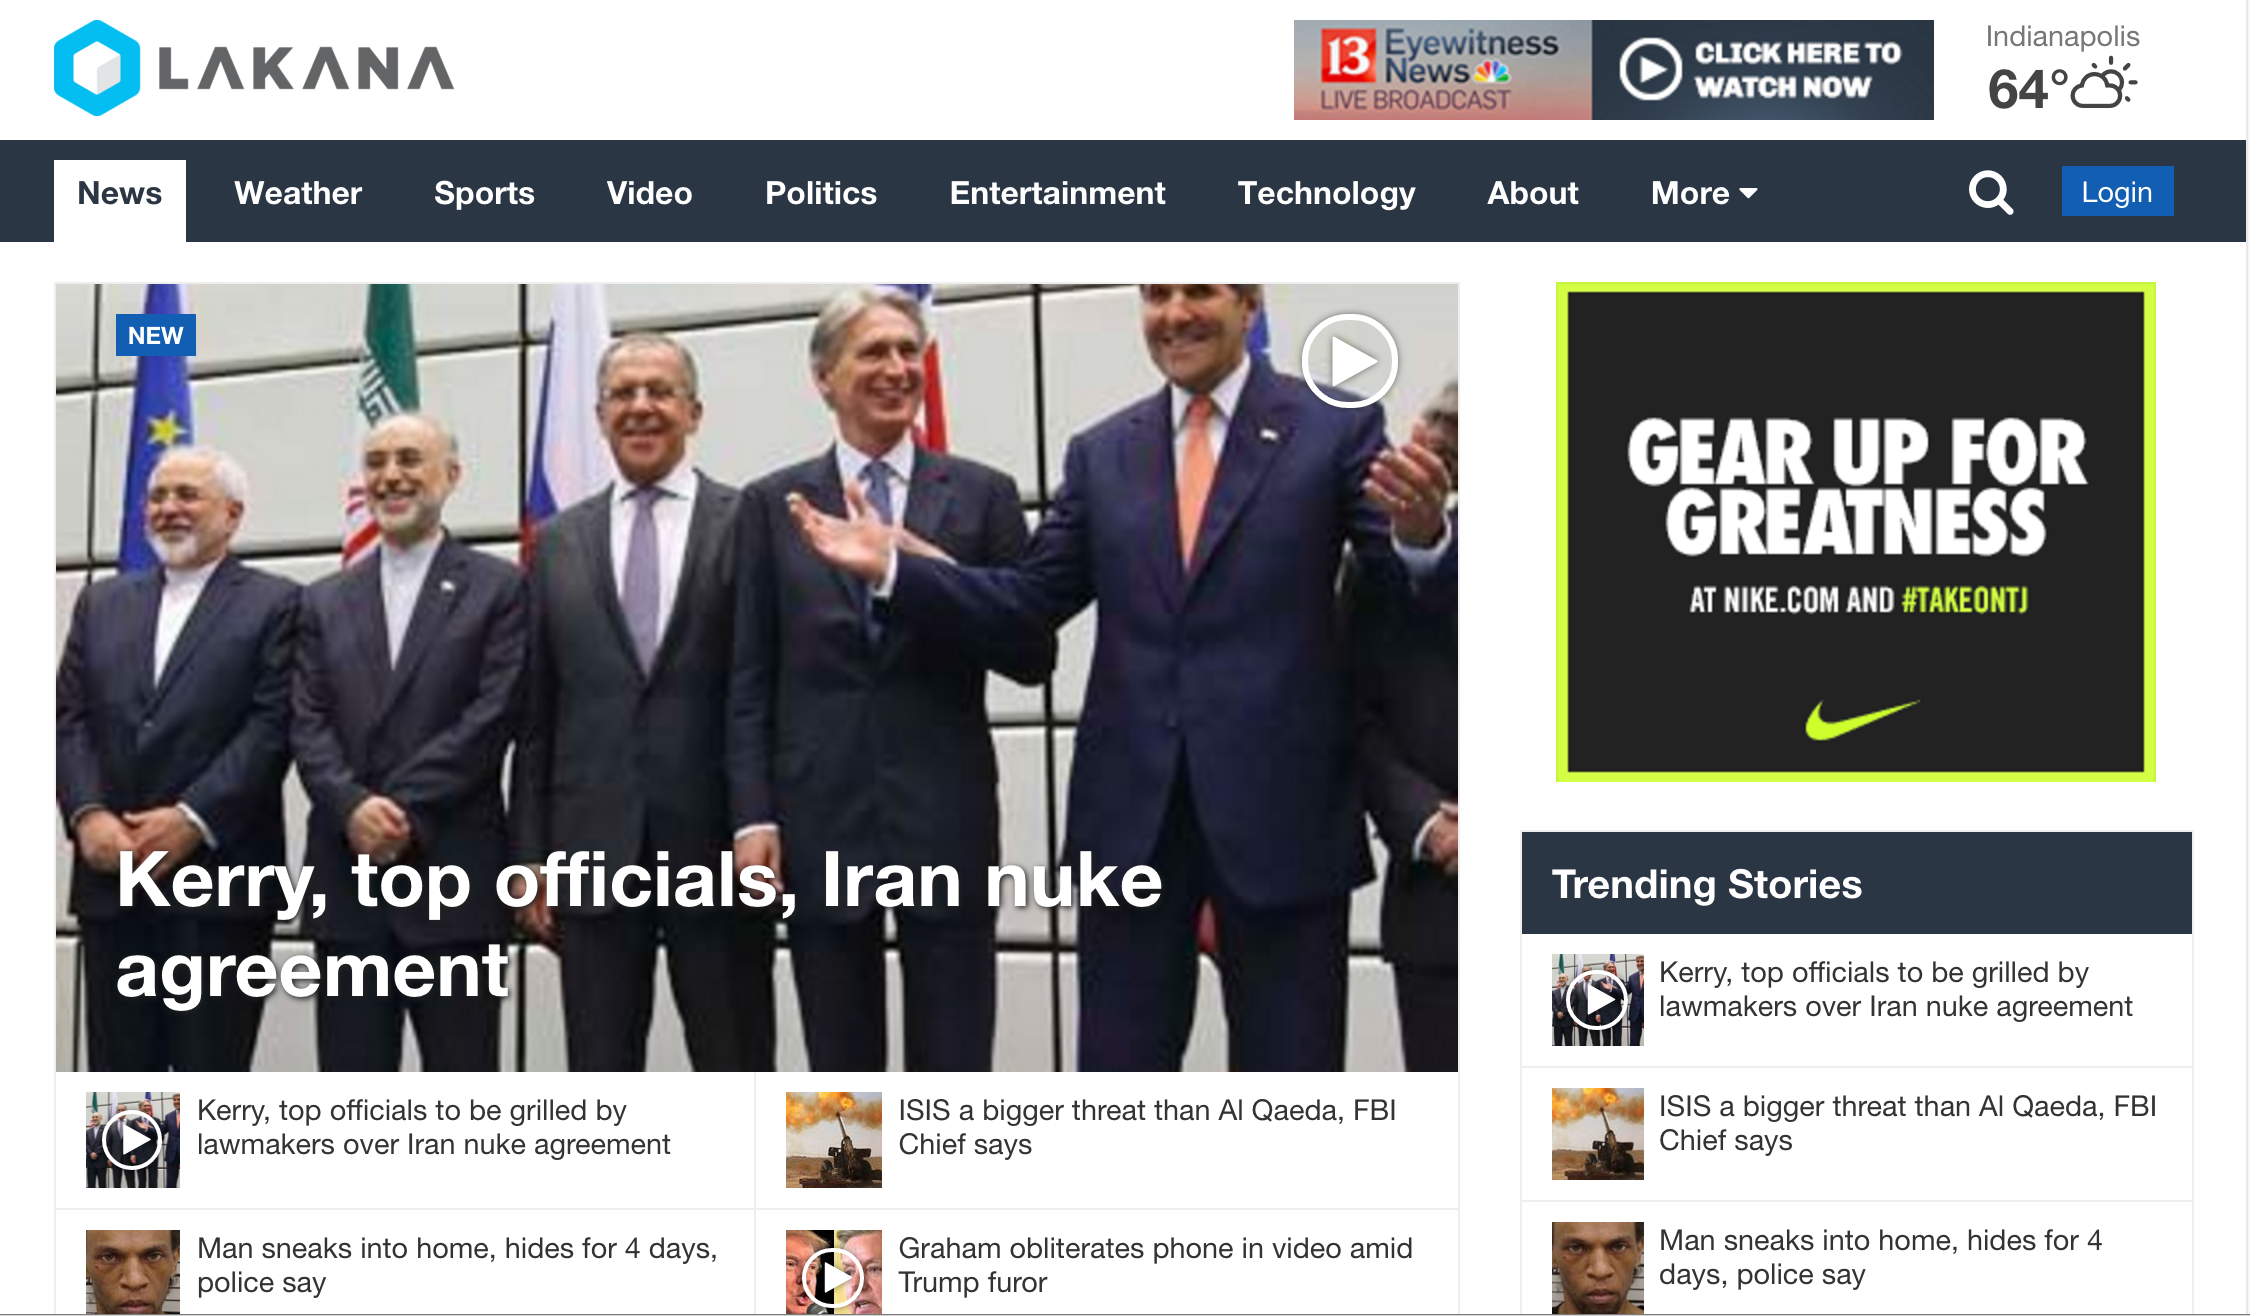 LAKANA
13 Eyewitness
News
LIVE BROADCAST
CLICK HERE TO
WATCH NOW
Indianapolis
64°
News
Weather
Sports
Video
Politics
Entertainment
Technology
About
More
Login
NEW
Kerry, top officials, Iran nuke
agreement
GEAR UP FOR
GREATNESS
AT NIKE.COM AND #TAKEONTJ
Kerry, top officials to be grilled by
lawmakers over Iran nuke agreement
ISIS a bigger threat than Al Qaeda, FBI
Chief says
Man sneaks into home, hides for 4 days,
police say
Graham obliterates phone in video amid
Trump furor
Trending Stories
Kerry, top officials to be grilled by
lawmakers over Iran nuke agreement
ISIS a bigger threat than Al Qaeda, FBI
Chief says
Man sneaks into home, hides for 4
days, police say